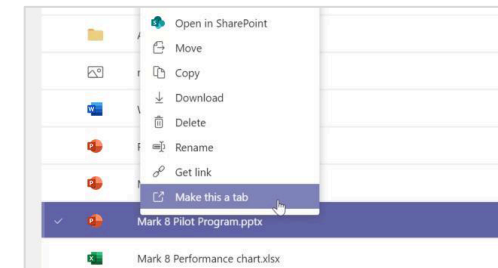 Open in SharePoint
Move
Copy
Download
Delete
Rename
Get link
Make this a tab
Mark 8 Pilot Program.pptx
Mark 8 Performance chart.xlsx